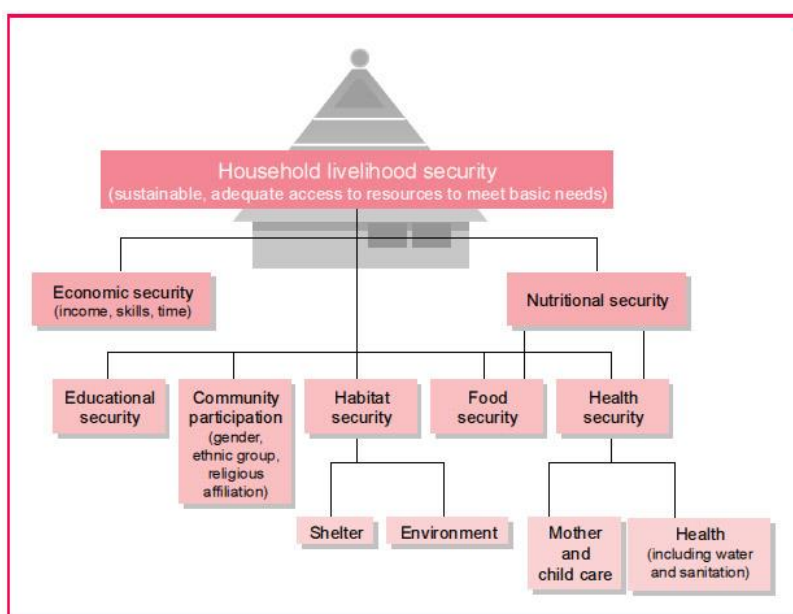 Household livelihood security
(sustainable, adequate access to resources to meet basic needs)
Economic security
(income, skills, time)
Nutritional security
Educational
security
Community
participation
(gender,
ethnic group,
religious
affiliation)
Habitat
security
Food
security
Health
security
Shelter
Environment
Mother
and
child care
Health
(including water
and sanitation)